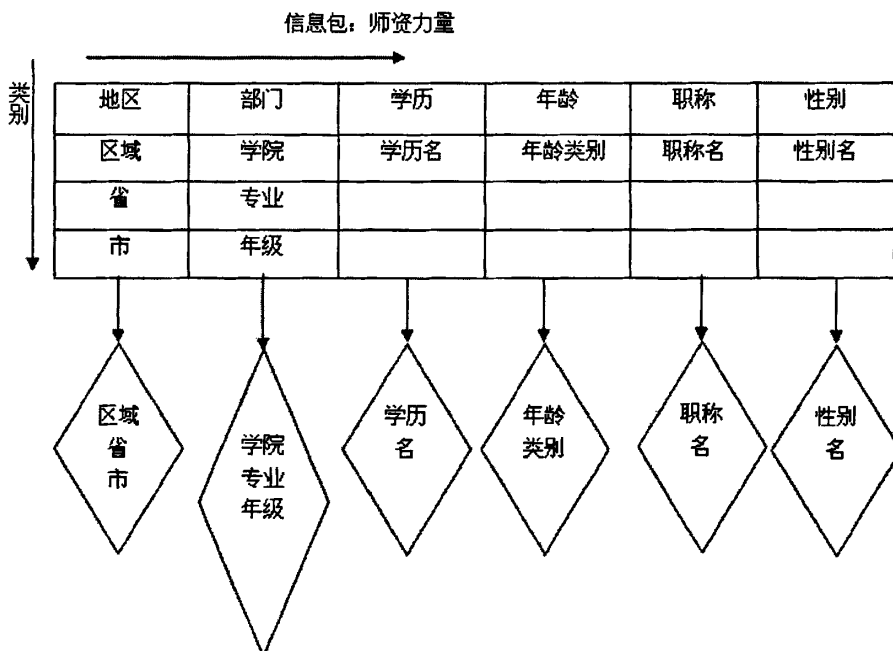 信息包：师资力量
类别
地区 部门 学历 年龄 职称 性别
区域 学院 学历名 年龄类别 职称名 性别名
省 专业
市 年级
区域
省
市
学院
专业
年级
学历
名
年龄
类别
职称
名
性别
名